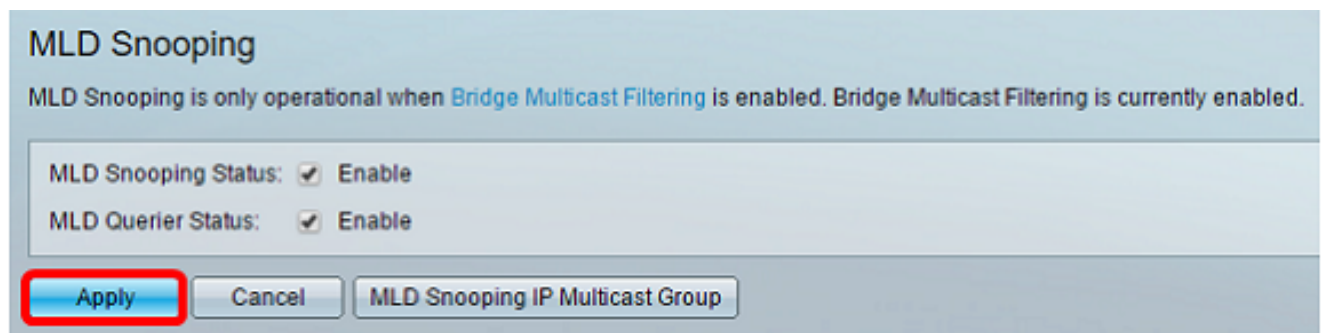 MLD Snooping
MLD Snooping is only operational when Bridge Multicast Filtering is enabled. Bridge Multicast Filtering is currently enabled.
MLD Snooping Status: Enable
MLD Querier Status: Enable
Apply Cancel MLD Snooping IP Multicast Group